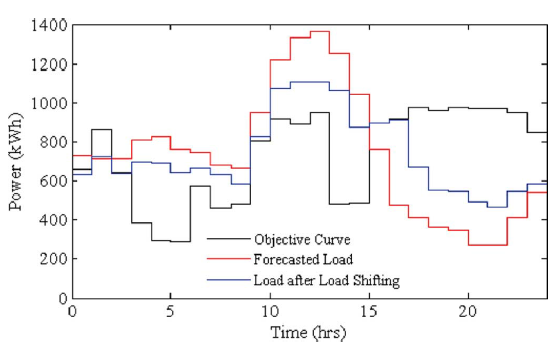 1400
1200
1000
800
600
400
200
0
Power (kWh)
Objective Curve
Forecasted Load
Load after Load Shifting
0 5 10 15 20
Time (hrs)